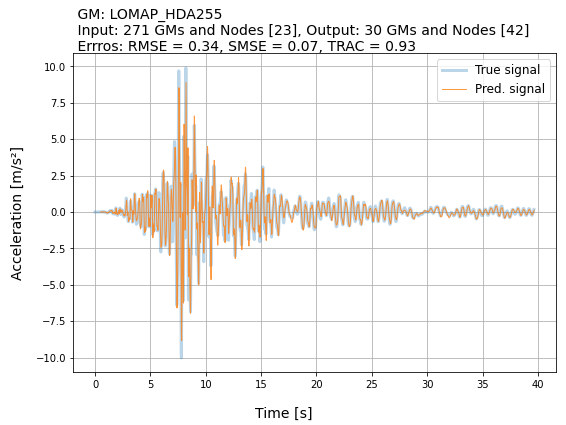 GM: LOMAP_HDA255
Input: 271 GMs and Nodes [23], Output: 30 GMs and Nodes [42]
Errros: RMSE = 0.34, SMSE = 0.07, TRAC = 0.93
True signal
Pred. signal
Acceleration [m/s²]
10.0
7.5
5.0
2.5
0.0
−2.5
−5.0
−7.5
−10.0
0 5 10 15 20 25 30 35 40
Time [s]